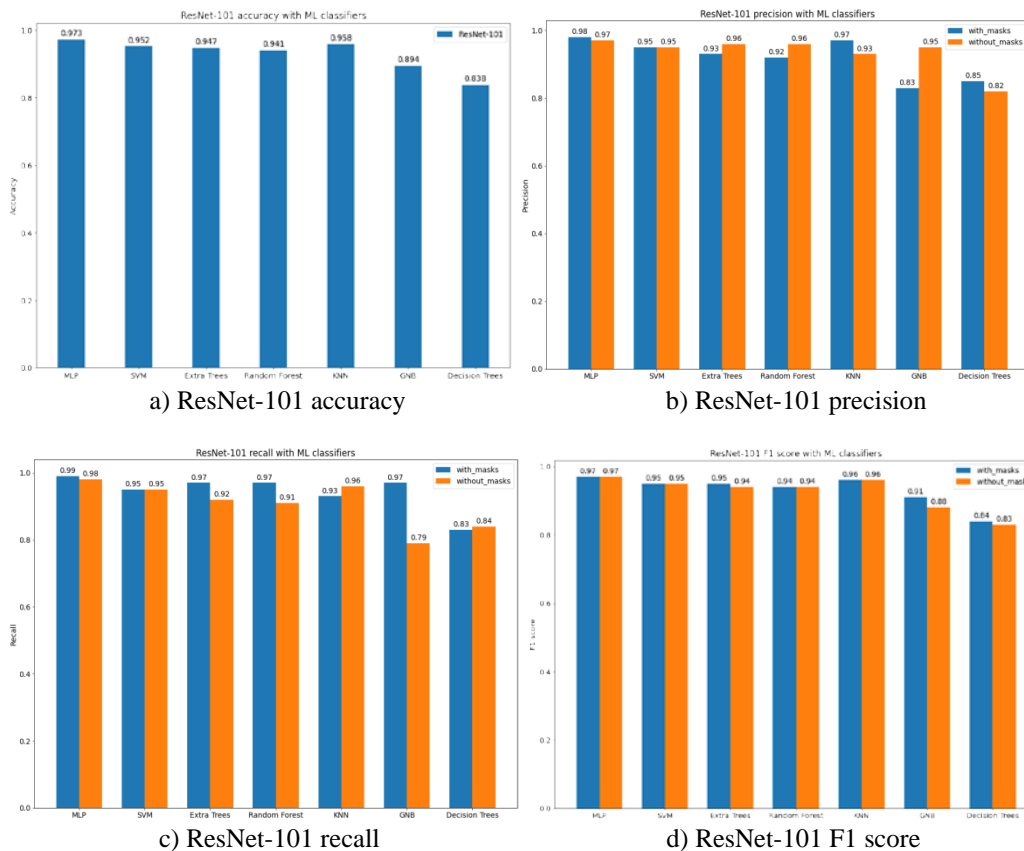 ResNet-101 accuracy with ML classifiers
1.0
0.8
0.6
0.4
0.2
0.0
Accuracy
0.973 0.952 0.947 0.941 0.958 0.894 0.838
ResNet-101
MLP SVM Extra Trees Random Forest KNN GNB Decision Trees
a) ResNet-101 accuracy
ResNet-101 precision with ML classifiers
1.0
0.8
0.6
0.4
0.2
0.0
Precision
0.98 0.97 0.95 0.95 0.93 0.96 0.92 0.96 0.97 0.93 0.83 0.95 0.85 0.82
with_masks
without_masks
MLP SVM Extra Trees Random Forest KNN GNB Decision Trees
b) ResNet-101 precision
ResNet-101 recall with ML classifiers
1.0
0.8
0.6
0.4
0.2
0.0
Recall
0.99 0.98 0.95 0.95 0.97 0.92 0.97 0.91 0.93 0.96 0.97 0.79 0.83 0.84
with_masks
without_masks
MLP SVM Extra Trees Random Forest KNN GNB Decision Trees
c) ResNet-101 recall
ResNet-101 F1 score with ML classifiers
1.0
0.8
0.6
0.4
0.2
0.0
F1 score
0.97 0.97 0.95 0.95 0.95 0.94 0.94 0.94 0.96 0.96 0.91 0.88 0.84 0.83
with_masks
without_masks
MLP SVM Extra Trees Random Forest KNN GNB Decision Trees
d) ResNet-101 F1 score